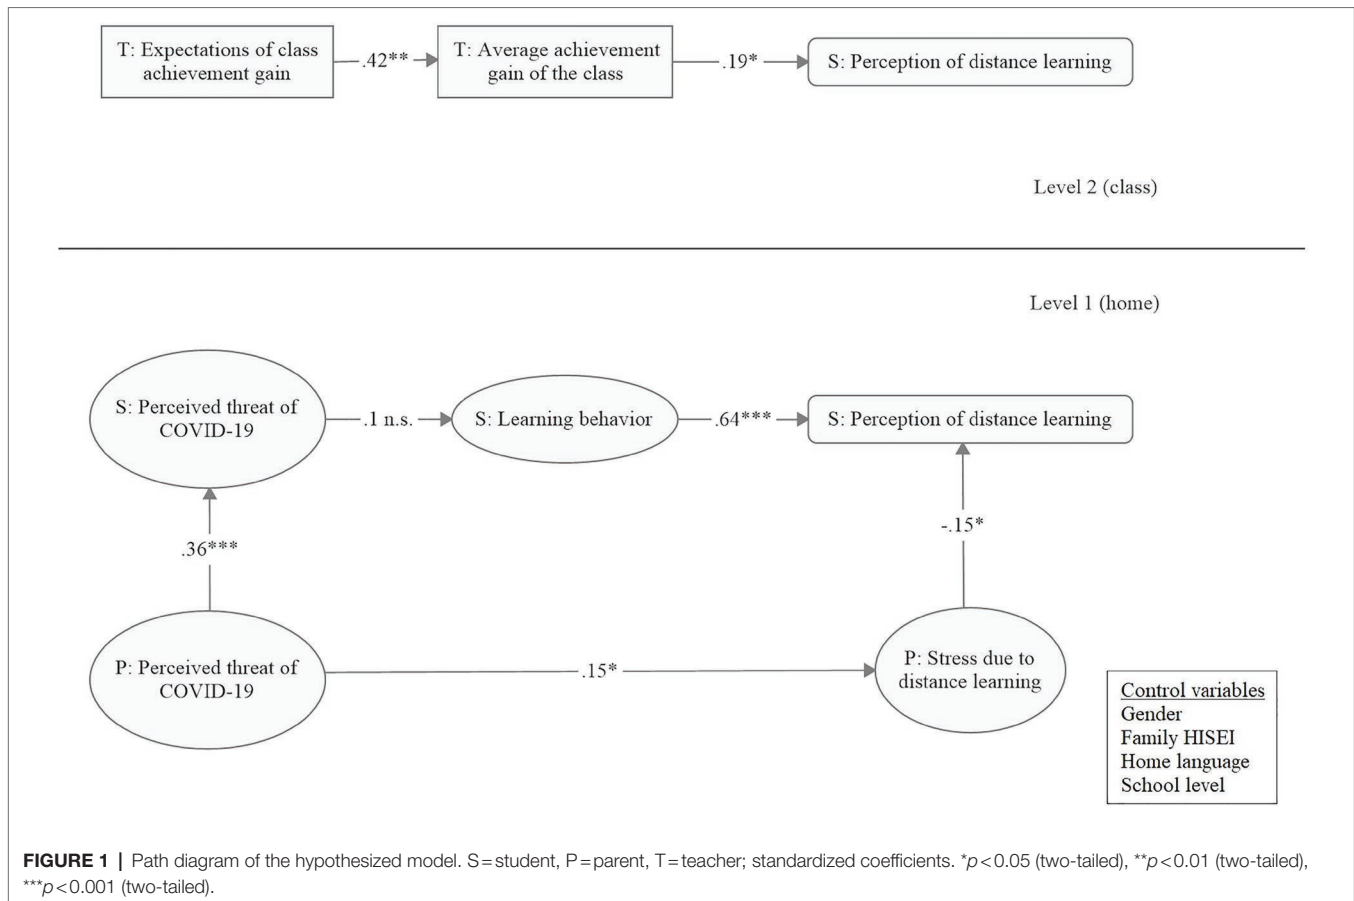 T: Expectations of class
achievement gain
.42**
T: Average achievement
gain of the class
.19*
S: Perception of distance learning
Level 2 (class)
Level 1 (home)
S: Perceived threat of
COVID-19
.1 n.s.
S: Learning behavior
.64***
S: Perception of distance learning
.36***
-.15*
P: Perceived threat of
COVID-19
.15*
P: Stress due to
distance learning
Control variables
Gender
Family HISEI
Home language
School level
FIGURE 1 | Path diagram of the hypothesized model. S = student, P = parent, T = teacher; standardized coefficients. *p < 0.05 (two-tailed), **p < 0.01 (two-tailed),
***p < 0.001 (two-tailed).